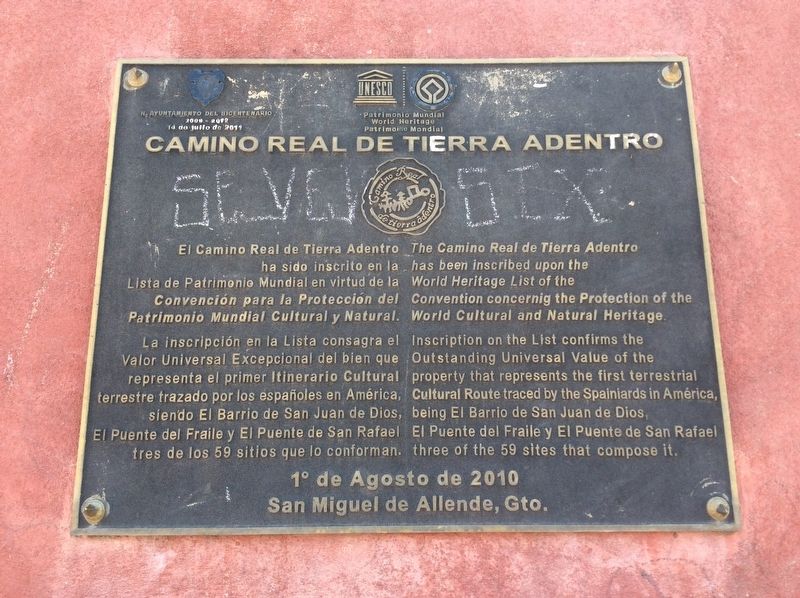 H. AYUNTAMIENTO DEL BICENTENARIO
2009 - 2012
14 de julio de 2011
UNESCO
Patrimonio Mundial
World Heritage
Patrimoine Mondial
CAMINO REAL DE TIERRA ADENTRO
Camino Real
de tierra adentro
El Camino Real de Tierra Adentro
ha sido inscrito en la
Lista de Patrimonio Mundial en virtud de la
Convención para la Protección del
Patrimonio Mundial Cultural y Natural.
La inscripción en la Lista consagra el
Valor Universal Excepcional del bien que
representa el primer Itinerario Cultural
terrestre trazado por los españoles en América,
siendo El Barrio de San Juan de Dios,
El Puente del Fraile y El Puente de San Rafael
tres de los 59 sitios que lo conforman.
The Camino Real de Tierra Adentro
has been inscribed upon the
World Heritage List of the
Convention concernig the Protection of the
World Cultural and Natural Heritage.
Inscription on the List confirms the
Outstanding Universal Value of the
property that represents the first terrestrial
Cultural Route traced by the Spainiards in América,
being El Barrio de San Juan de Dios,
El Puente del Fraile y El Puente de San Rafael
three of the 59 sites that compose it.
1º de Agosto de 2010
San Miguel de Allende, Gto.